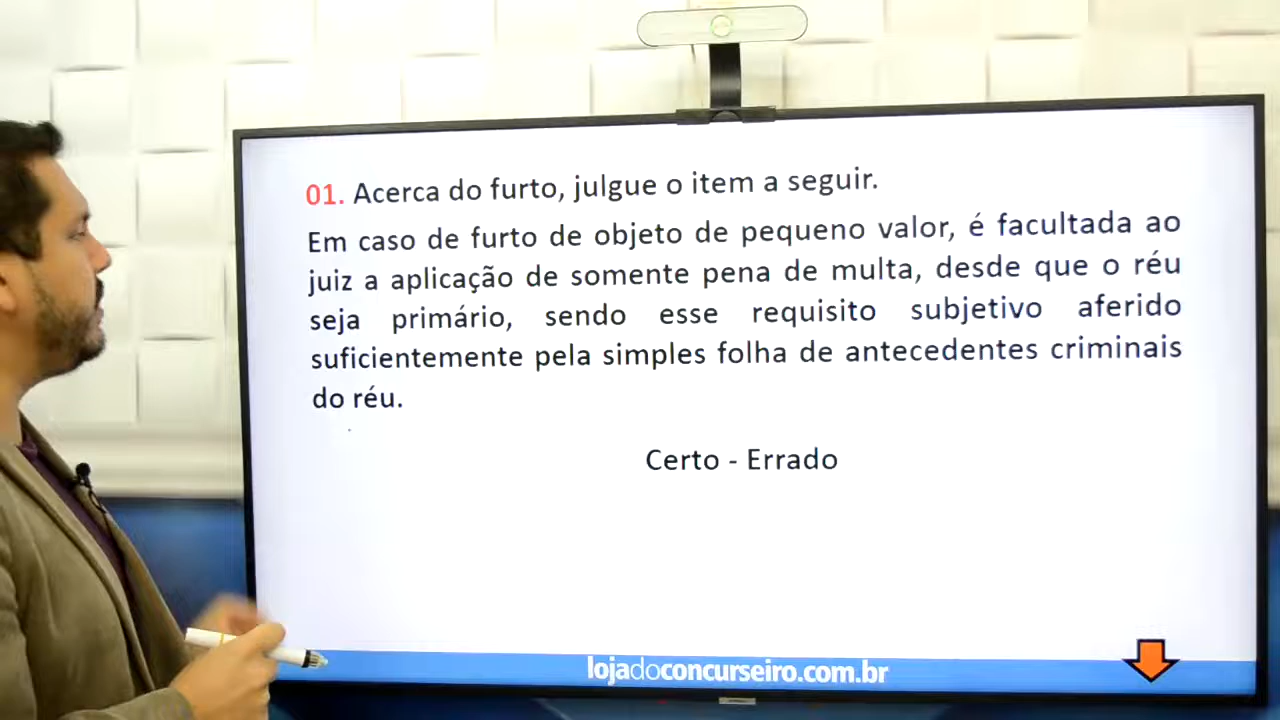 01. Acerca do furto, julgue o item a seguir.
Em caso de furto de objeto de pequeno valor, é facultada ao
juiz a aplicação de somente pena de multa, desde que o réu
seja primário, sendo esse requisito subjetivo aferido
suficientemente pela simples folha de antecedentes criminais
do réu.
Certo - Errado
lojadoconcurseiro.com.br